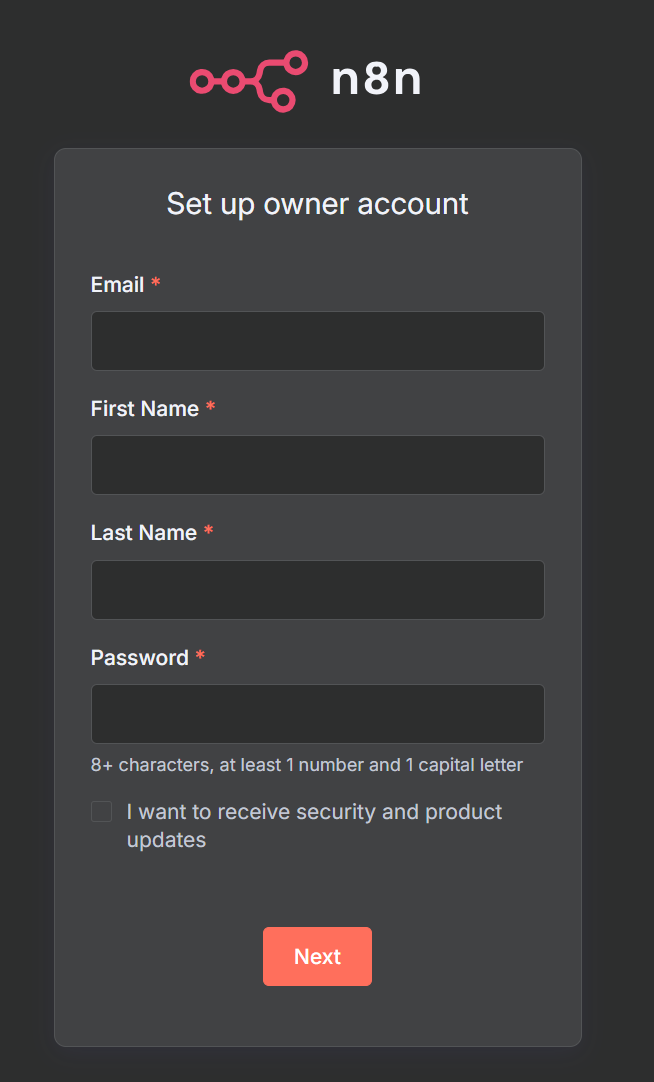 n8n
Set up owner account
Email *
First Name *
Last Name *
Password *
8+ characters, at least 1 number and 1 capital letter
I want to receive security and product
updates
Next